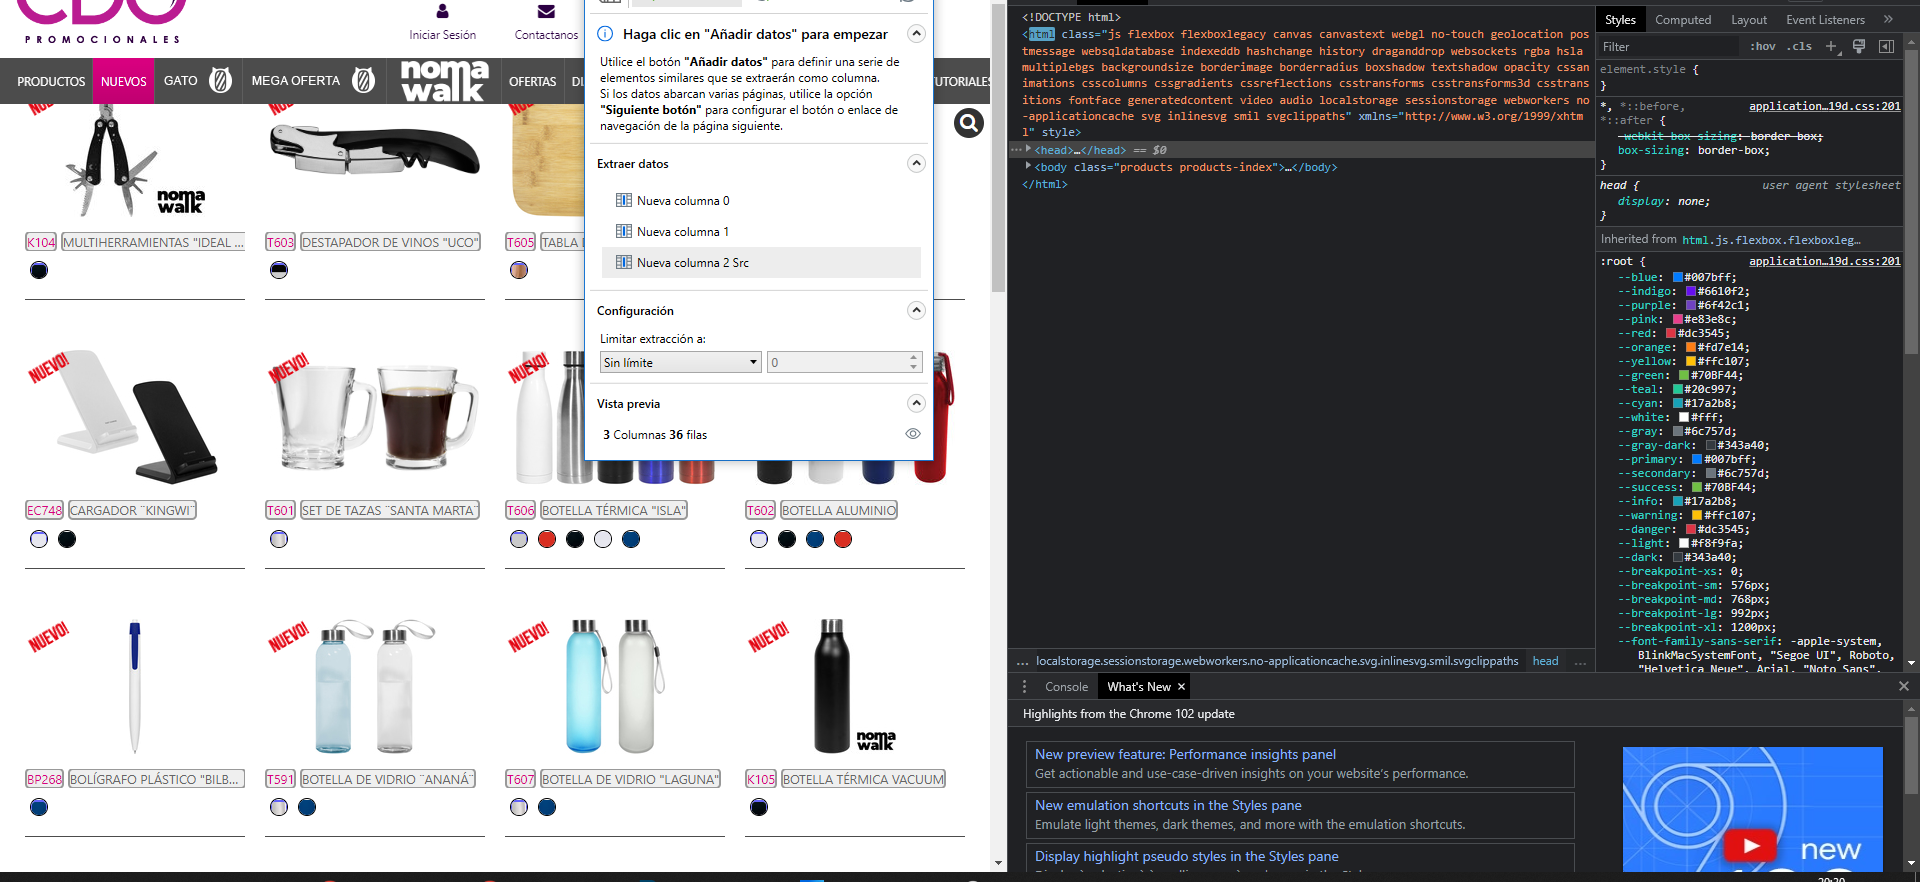 CDO
PROMOCIONALES
Iniciar Sesión
Contactanos
PRODUCTOS
NUEVOS
GATO
MEGA OFERTA
noma
walk
OFERTAS
TUTORIALES
noma
walk
K104 MULTIHERRAMIENTAS "IDEAL ...
T603 DESTAPADOR DE VINOS "UCO"
T605 TABLA
NUEVO!
NUEVO!
NUEVO!
EC748 CARGADOR ¨KINGWI¨
T601 SET DE TAZAS ¨SANTA MARTA¨
T606 BOTELLA TÉRMICA "ISLA"
T602 BOTELLA ALUMINIO
NUEVO!
NUEVO!
NUEVO!
NUEVO!
noma
walk
BP268 BOLÍGRAFO PLÁSTICO "BILB...
T591 BOTELLA DE VIDRIO ¨ANANÁ¨
T607 BOTELLA DE VIDRIO "LAGUNA"
K105 BOTELLA TÉRMICA VACUUM
Haga clic en "Añadir datos" para empezar
Utilice el botón "Añadir datos" para definir una serie de
elementos similares que se extraerán como columna.
Si los datos abarcan varias páginas, utilice la opción
"Siguiente botón" para configurar el botón o enlace de
navegación de la página siguiente.
Extraer datos
Nueva columna 0
Nueva columna 1
Nueva columna 2 Src
Configuración
Limitar extracción a:
Sin límite
0
Vista previa
3 Columnas 36 filas
<!DOCTYPE html>
<html class="js flexbox flexboxlegacy canvas canvastext webgl no-touch geolocation pos
tmessage websqldatabase indexeddb hashchange history draganddrop websockets rgba hsla
multiplebgs backgroundsize borderimage borderradius boxshadow textshadow opacity cssan
imations csscolumns cssgradients cssreflections csstransforms csstransforms3d csstrans
itions fontface generatedcontent video audio localstorage sessionstorage webworkers no
-applicationcache svg inlinesvg smil svgclippaths" xmlns="http://www.w3.org/1999/xhtm
l" style>
<head>…</head> == $0
<body class="products products-index">…</body>
</html>
... localstorage.sessionstorage.webworkers.no-applicationcache.svg.inlinesvg.smil.svgclippaths head ...
Styles Computed Layout Event Listeners »
Filter :hov .cls +
element.style {
}
*, *::before, application…19d.css:201
*::after {
-webkit-box-sizing: border-box;
box-sizing: border-box;
}
head { user agent stylesheet
display: none;
}
Inherited from html.js.flexbox.flexboxleg…
:root { application…19d.css:201
--blue: #007bff;
--indigo: #6610f2;
--purple: #6f42c1;
--pink: #e83e8c;
--red: #dc3545;
--orange: #fd7e14;
--yellow: #ffc107;
--green: #70BF44;
--teal: #20c997;
--cyan: #17a2b8;
--white: #fff;
--gray: #6c757d;
--gray-dark: #343a40;
--primary: #007bff;
--secondary: #6c757d;
--success: #70BF44;
--info: #17a2b8;
--warning: #ffc107;
--danger: #dc3545;
--light: #f8f9fa;
--dark: #343a40;
--breakpoint-xs: 0;
--breakpoint-sm: 576px;
--breakpoint-md: 768px;
--breakpoint-lg: 992px;
--breakpoint-xl: 1200px;
--font-family-sans-serif: -apple-system,
BlinkMacSystemFont, "Segoe UI", Roboto,
"Helvetica Neue", Arial, "Noto Sans",
Console What's New ×
Highlights from the Chrome 102 update
New preview feature: Performance insights panel
Get actionable and use-case-driven insights on your website's performance.
New emulation shortcuts in the Styles pane
Emulate light themes, dark themes, and more with the emulation shortcuts.
Display highlight pseudo styles in the Styles pane
new